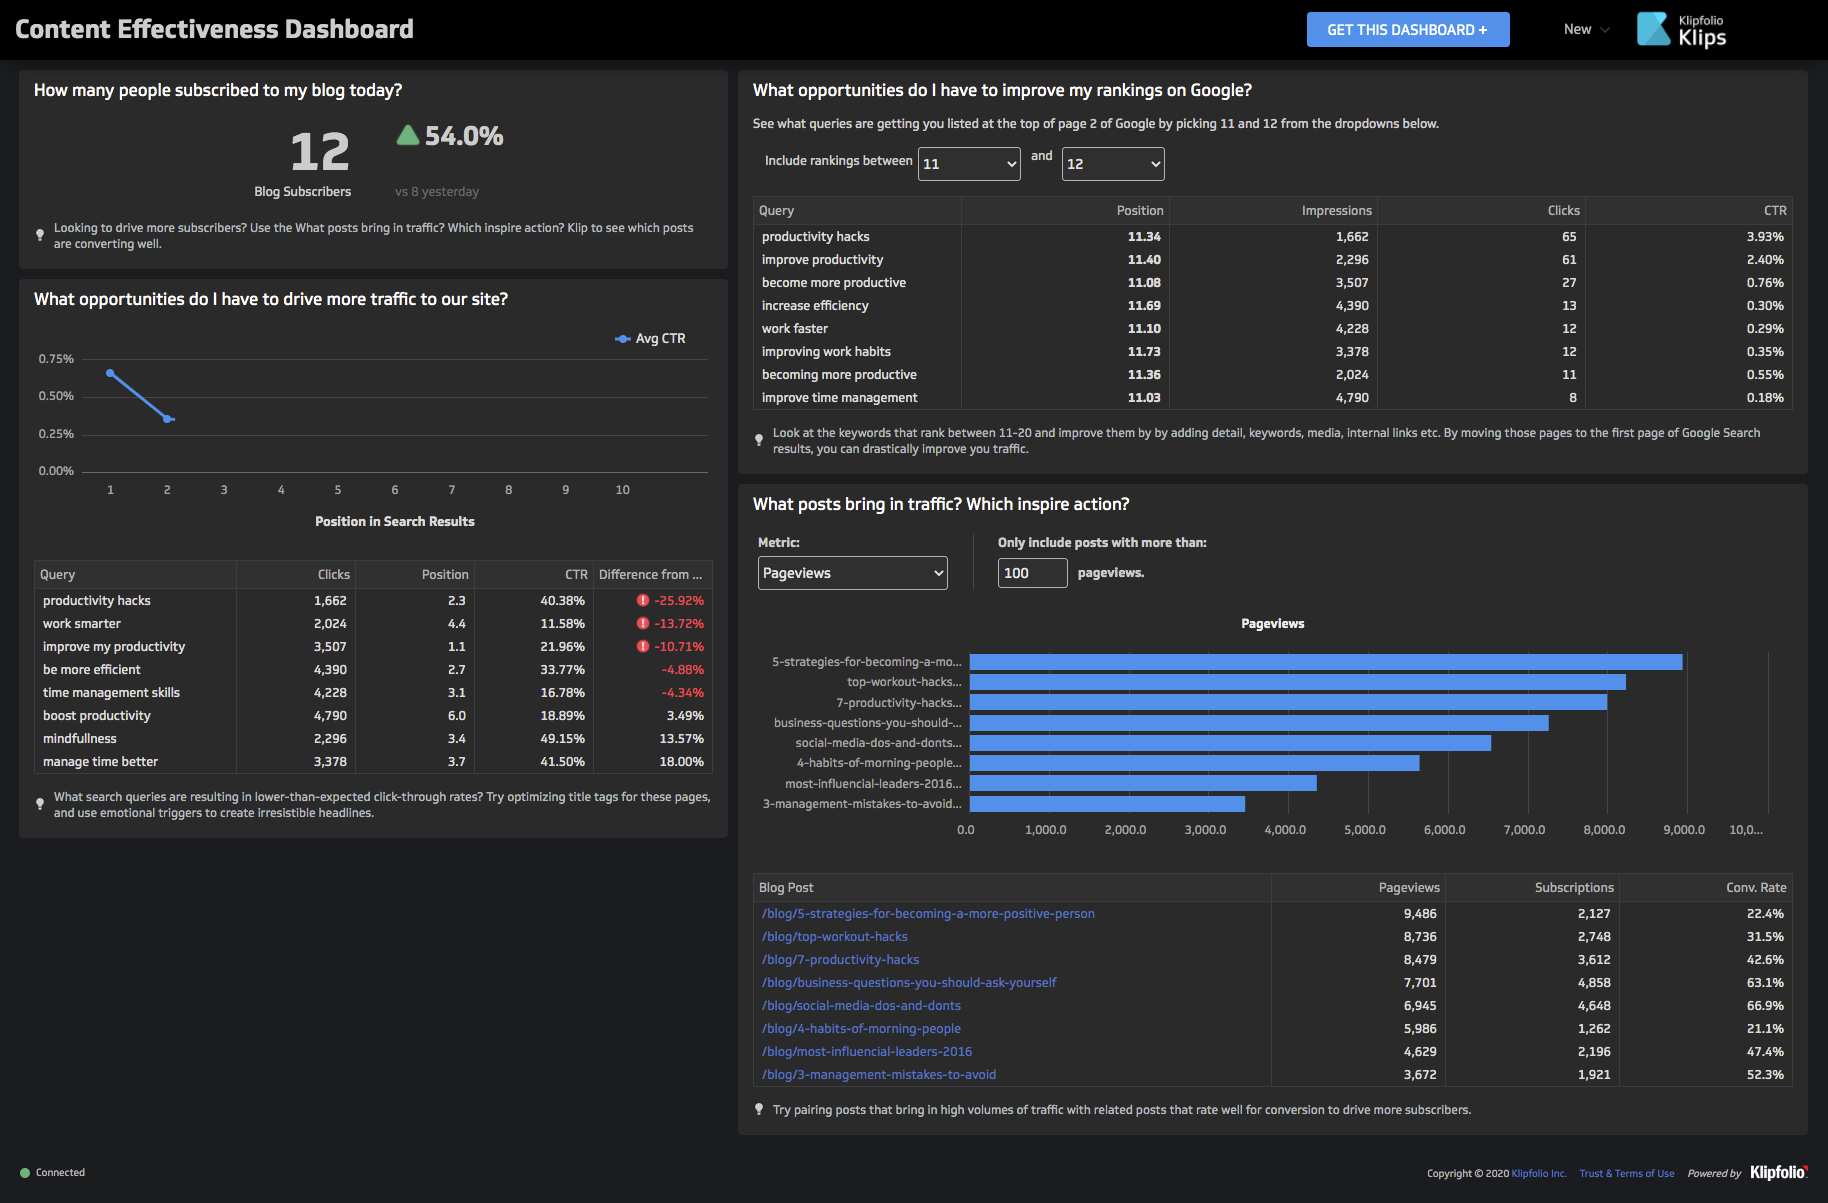 Content Effectiveness Dashboard
GET THIS DASHBOARD +
New
Klipfolio
Klips
How many people subscribed to my blog today?
12
54.0%
Blog Subscribers
vs 8 yesterday
Looking to drive more subscribers? Use the What posts bring in traffic? Which inspire action? Klip to see which posts
are converting well.
What opportunities do I have to drive more traffic to our site?
Avg CTR
0.75%
0.50%
0.25%
0.00%
1 2 3 4 5 6 7 8 9 10
Position in Search Results
Query Clicks Position CTR Difference from ...
productivity hacks 1,662 2.3 40.38% -25.92%
work smarter 2,024 4.4 11.58% -13.72%
improve my productivity 3,507 1.1 21.96% -10.71%
be more efficient 4,390 2.7 33.77% -4.88%
time management skills 4,228 3.1 16.78% -4.34%
boost productivity 4,790 6.0 18.89% 3.49%
mindfullness 2,296 3.4 49.15% 13.57%
manage time better 3,378 3.7 41.50% 18.00%
What search queries are resulting in lower-than-expected click-through rates? Try optimizing title tags for these pages,
and use emotional triggers to create irresistible headlines.
What opportunities do I have to improve my rankings on Google?
See what queries are getting you listed at the top of page 2 of Google by picking 11 and 12 from the dropdowns below.
Include rankings between 11 and 12
Query Position Impressions Clicks CTR
productivity hacks 11.34 1,662 65 3.93%
improve productivity 11.40 2,296 61 2.40%
become more productive 11.08 3,507 27 0.76%
increase efficiency 11.69 4,390 13 0.30%
work faster 11.10 4,228 12 0.29%
improving work habits 11.73 3,378 12 0.35%
becoming more productive 11.36 2,024 11 0.55%
improve time management 11.03 4,790 8 0.18%
Look at the keywords that rank between 11-20 and improve them by by adding detail, keywords, media, internal links etc. By moving those pages to the first page of Google Search
results, you can drastically improve you traffic.
What posts bring in traffic? Which inspire action?
Metric:
Pageviews
Only include posts with more than:
100 pageviews.
Pageviews
5-strategies-for-becoming-a-mo...
top-workout-hacks...
7-productivity-hacks...
business-questions-you-should-...
social-media-dos-and-donts...
4-habits-of-morning-people...
most-influencial-leaders-2016...
3-management-mistakes-to-avoid...
0.0 1,000.0 2,000.0 3,000.0 4,000.0 5,000.0 6,000.0 7,000.0 8,000.0 9,000.0 10,0...
Blog Post Pageviews Subscriptions Conv. Rate
/blog/5-strategies-for-becoming-a-more-positive-person 9,486 2,127 22.4%
/blog/top-workout-hacks 8,736 2,748 31.5%
/blog/7-productivity-hacks 8,479 3,612 42.6%
/blog/business-questions-you-should-ask-yourself 7,701 4,858 63.1%
/blog/social-media-dos-and-donts 6,945 4,648 66.9%
/blog/4-habits-of-morning-people 5,986 1,262 21.1%
/blog/most-influencial-leaders-2016 4,629 2,196 47.4%
/blog/3-management-mistakes-to-avoid 3,672 1,921 52.3%
Try pairing posts that bring in high volumes of traffic with related posts that rate well for conversion to drive more subscribers.
Connected
Copyright © 2020 Klipfolio Inc. Trust & Terms of Use Powered by Klipfolio